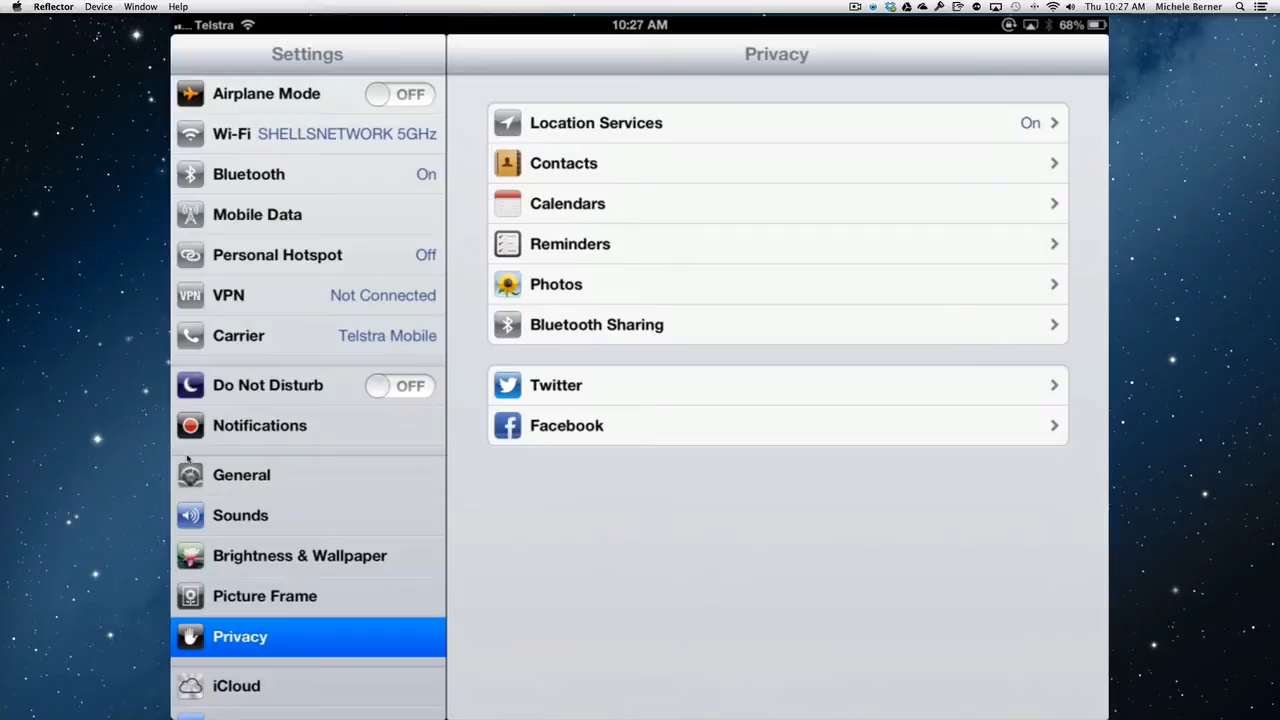 Reflector Device Window Help Thu 10:27 AM Michele Berner
Telstra 10:27 AM 68%
Settings
Privacy
Airplane Mode OFF
Wi-Fi SHELLSNETWORK 5GHz
Bluetooth On
Mobile Data
Personal Hotspot Off
VPN VPN Not Connected
Carrier Telstra Mobile
Do Not Disturb OFF
Notifications
General
Sounds
Brightness & Wallpaper
Picture Frame
Privacy
iCloud
Location Services On
Contacts
Calendars
Reminders
Photos
Bluetooth Sharing
Twitter
Facebook